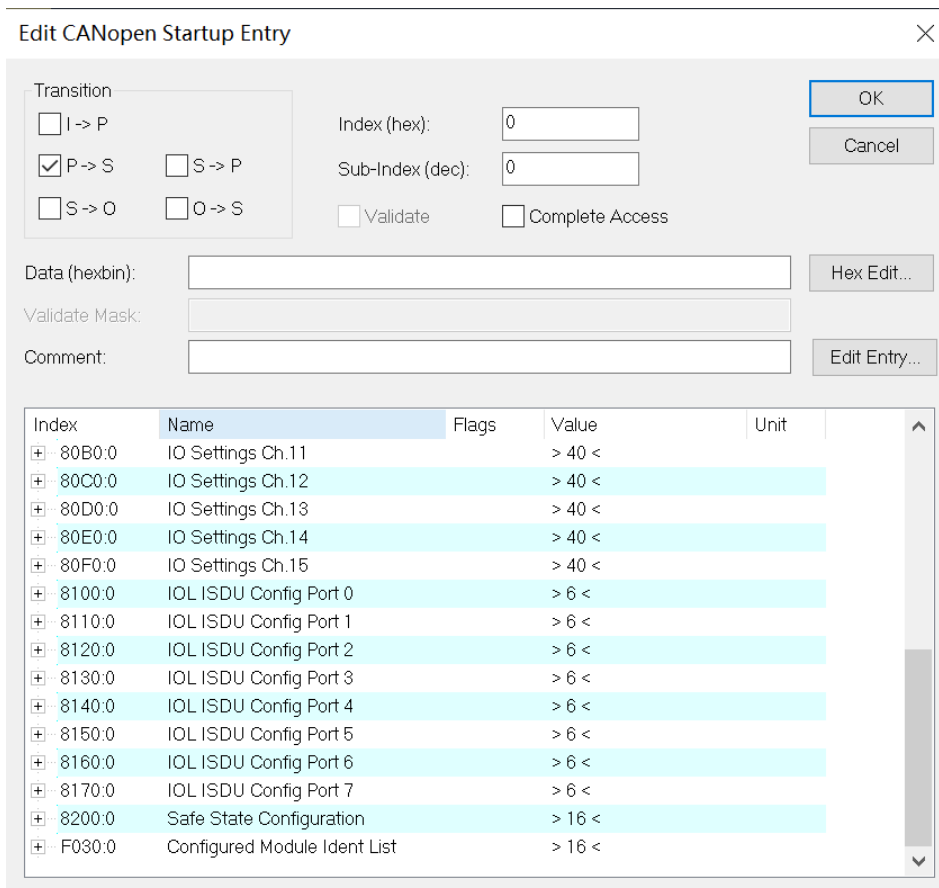 Edit CANopen Startup Entry
Transition
I -> P
P -> S
S -> P
S -> O
O -> S
Index (hex): 0
Sub-Index (dec): 0
Validate
Complete Access
OK
Cancel
Data (hexbin):
Hex Edit...
Validate Mask:
Comment:
Edit Entry...
Index Name Flags Value Unit
80B0:0 IO Settings Ch.11 > 40 <
80C0:0 IO Settings Ch.12 > 40 <
80D0:0 IO Settings Ch.13 > 40 <
80E0:0 IO Settings Ch.14 > 40 <
80F0:0 IO Settings Ch.15 > 40 <
8100:0 IOL ISDU Config Port 0 > 6 <
8110:0 IOL ISDU Config Port 1 > 6 <
8120:0 IOL ISDU Config Port 2 > 6 <
8130:0 IOL ISDU Config Port 3 > 6 <
8140:0 IOL ISDU Config Port 4 > 6 <
8150:0 IOL ISDU Config Port 5 > 6 <
8160:0 IOL ISDU Config Port 6 > 6 <
8170:0 IOL ISDU Config Port 7 > 6 <
8200:0 Safe State Configuration > 16 <
F030:0 Configured Module Ident List > 16 <